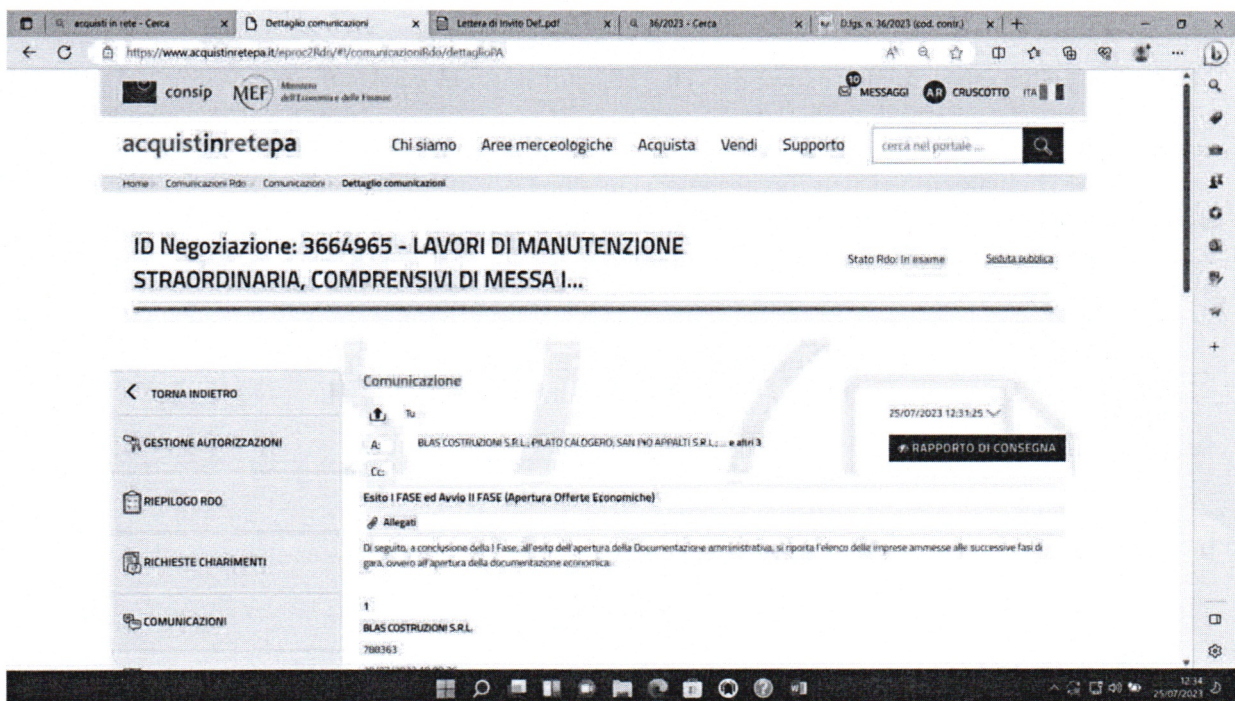 acquisti in rete - Cerca
Dettaglio comunicazioni
Lettera di Invito Def..pdf
36/2023 - Cerca
D.lgs. n. 36/2023 (cod. contr.)
https://www.acquistinretepa.it/eproc2Rdo/#!/comunicazioniRdo/dettaglioPA
consip
MEF
Ministero
dell'Economia e delle Finanze
10
MESSAGGI
AR
CRUSCOTTO
ITA
acquistinretepa
Chi siamo
Aree merceologiche
Acquista
Vendi
Supporto
cerca nel portale ...
Home
Comunicazioni Rdo
Comunicazioni
Dettaglio comunicazioni
ID Negoziazione: 3664965 - LAVORI DI MANUTENZIONE
STRAORDINARIA, COMPRENSIVI DI MESSA I...
Stato Rdo: In esame
Seduta pubblica
TORNA INDIETRO
GESTIONE AUTORIZZAZIONI
RIEPILOGO RDO
RICHIESTE CHIARIMENTI
COMUNICAZIONI
Comunicazione
Tu
25/07/2023 12:31:25
A:
BLAS COSTRUZIONI S.R.L.; PILATO CALOGERO; SAN PIO APPALTI S.R.L.; ... e altri 3
RAPPORTO DI CONSEGNA
Cc:
Esito I FASE ed Avvio II FASE (Apertura Offerte Economiche)
Allegati
Di seguito, a conclusione della I Fase, all'esito dell'apertura della Documentazione amministrativa, si riporta l'elenco delle imprese ammesse alle successive fasi di
gara, ovvero all'apertura della documentazione economica.
1
BLAS COSTRUZIONI S.R.L.
788363
12:34
25/07/2023